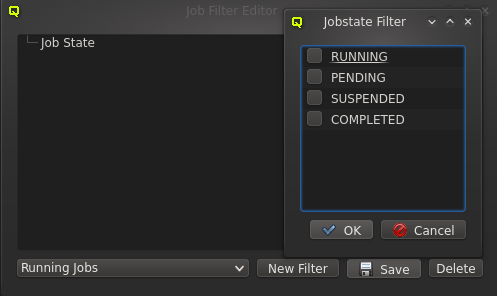 Job Filter Editor
Job State
Jobstate Filter
RUNNING
PENDING
SUSPENDED
COMPLETED
OK Cancel
Running Jobs New Filter Save Delete